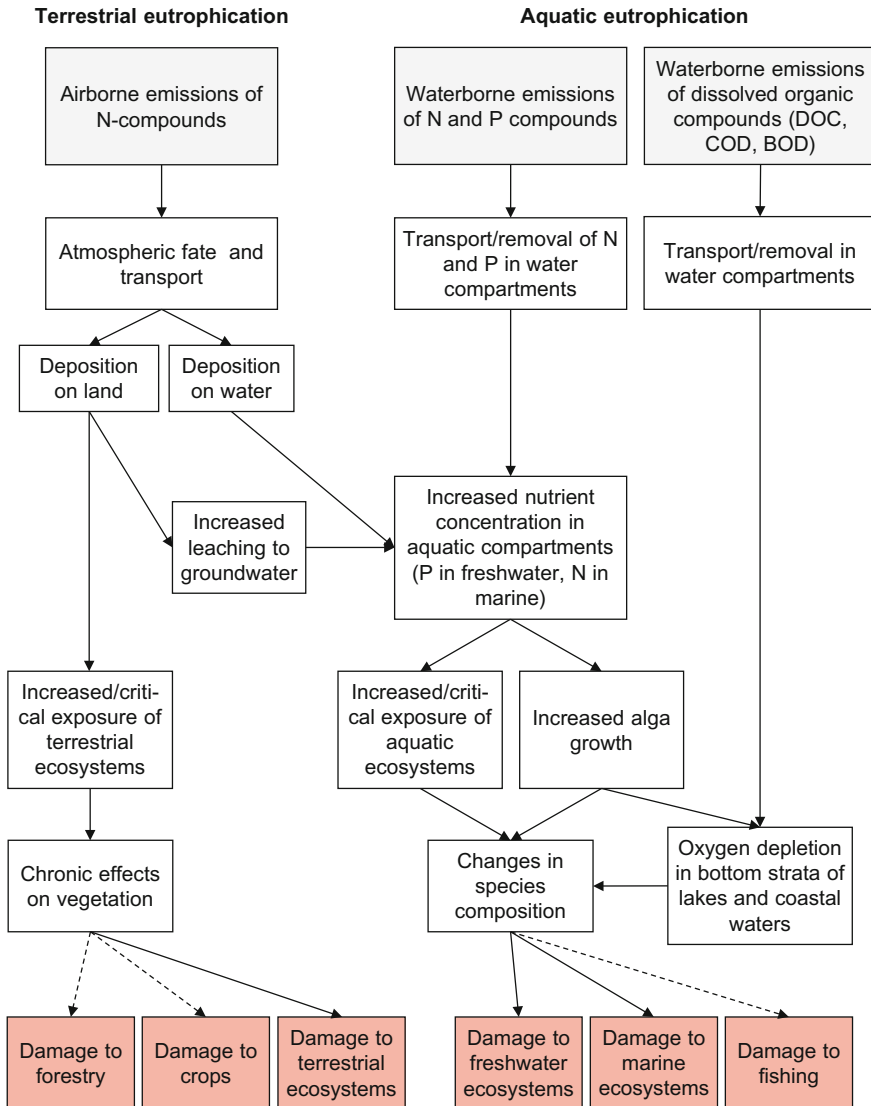 Terrestrial eutrophication
Aquatic eutrophication
Airborne emissions of
N-compounds
Waterborne emissions
of N and P compounds
Waterborne emissions
of dissolved organic
compounds (DOC,
COD, BOD)
Atmospheric fate and
transport
Transport/removal of N
and P in water
compartments
Transport/removal in
water compartments
Deposition
on land
Deposition
on water
Increased
leaching to
groundwater
Increased nutrient
concentration in
aquatic compartments
(P in freshwater, N in
marine)
Increased/criti-
cal exposure of
terrestrial
ecosystems
Increased/criti-
cal exposure of
aquatic
ecosystems
Increased alga
growth
Chronic effects
on vegetation
Changes in
species
composition
Oxygen depletion
in bottom strata of
lakes and coastal
waters
Damage to
forestry
Damage to
crops
Damage to
terrestrial
ecosystems
Damage to
freshwater
ecosystems
Damage to
marine
ecosystems
Damage to
fishing